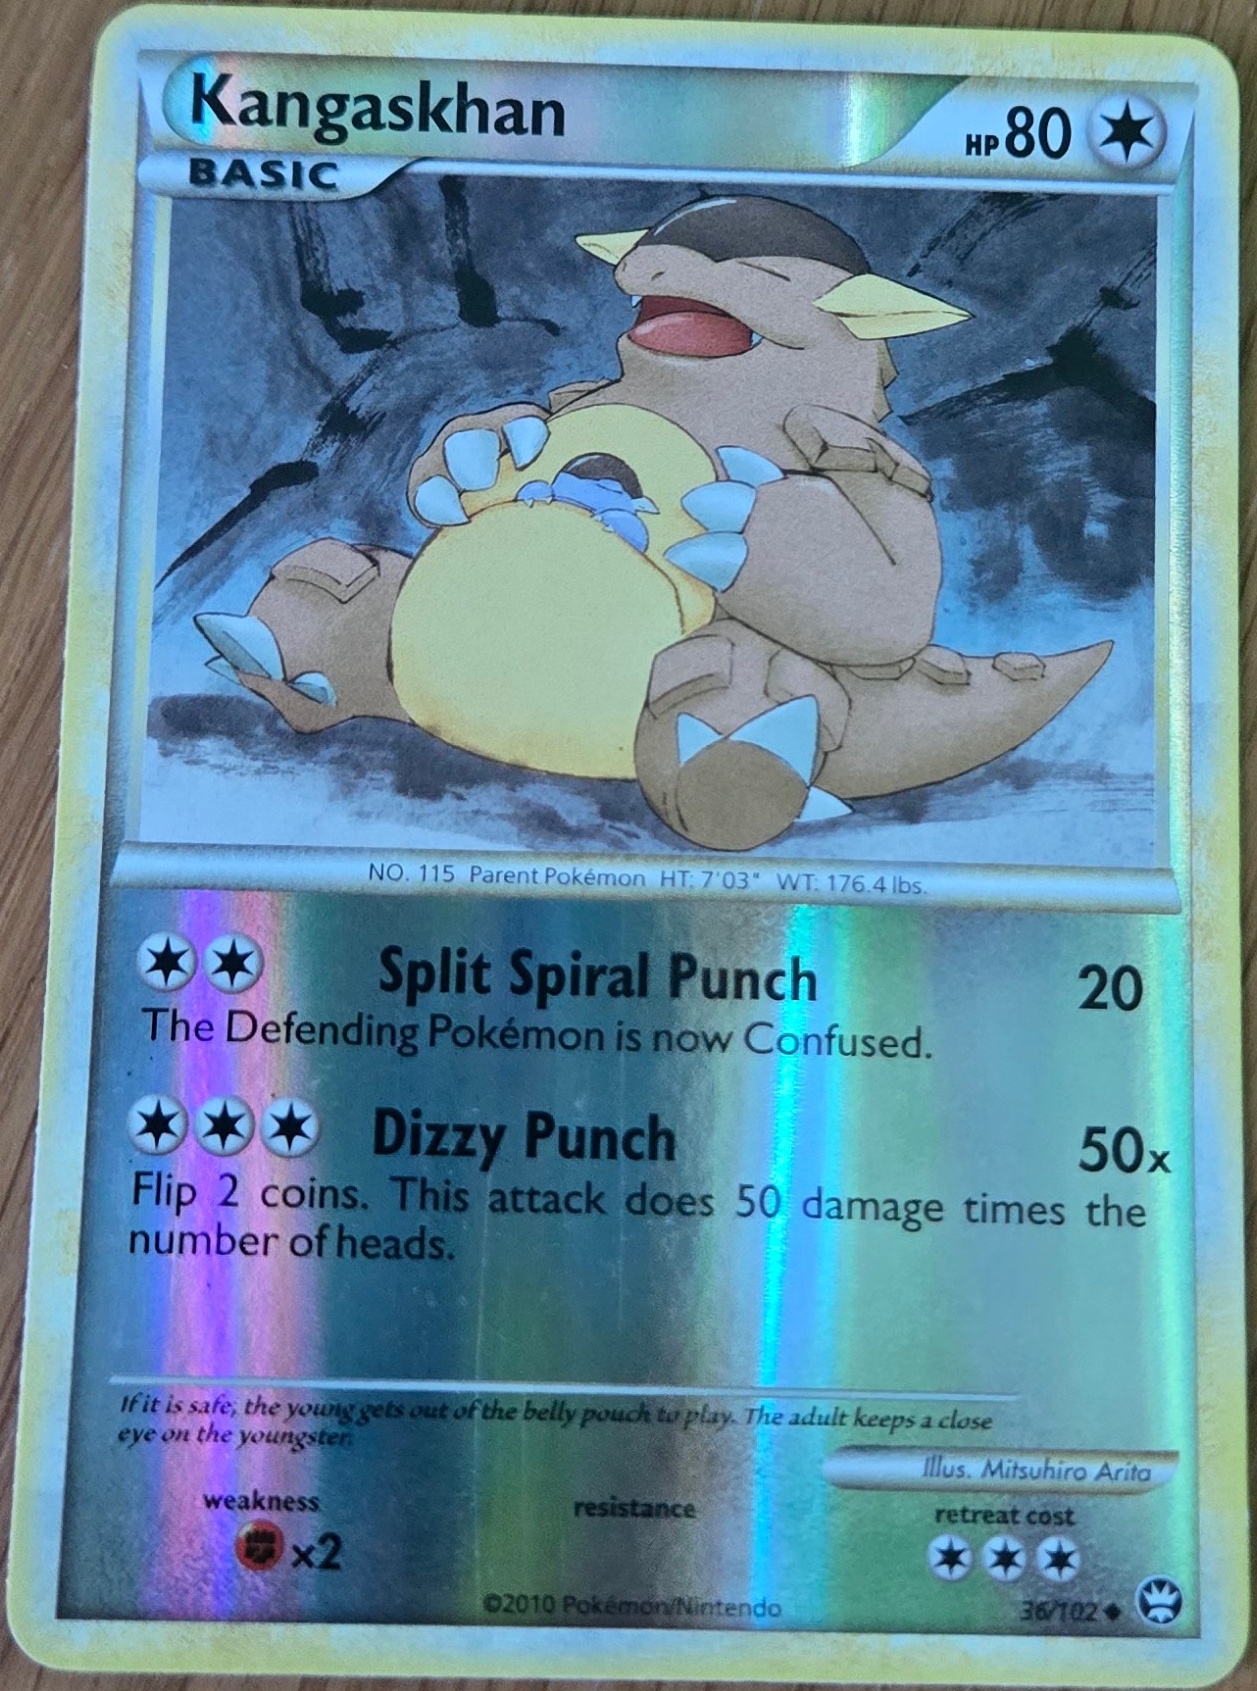 Kangaskhan
HP 80
BASIC
NO. 115 Parent Pokémon HT: 7'03" WT: 176.4 lbs.
Split Spiral Punch 20
The Defending Pokémon is now Confused.
Dizzy Punch 50x
Flip 2 coins. This attack does 50 damage times the
number of heads.
If it is safe, the young gets out of the belly pouch to play. The adult keeps a close
eye on the youngster.
Illus. Mitsuhiro Arita
weakness resistance retreat cost
x2
©2010 Pokémon/Nintendo 36/102